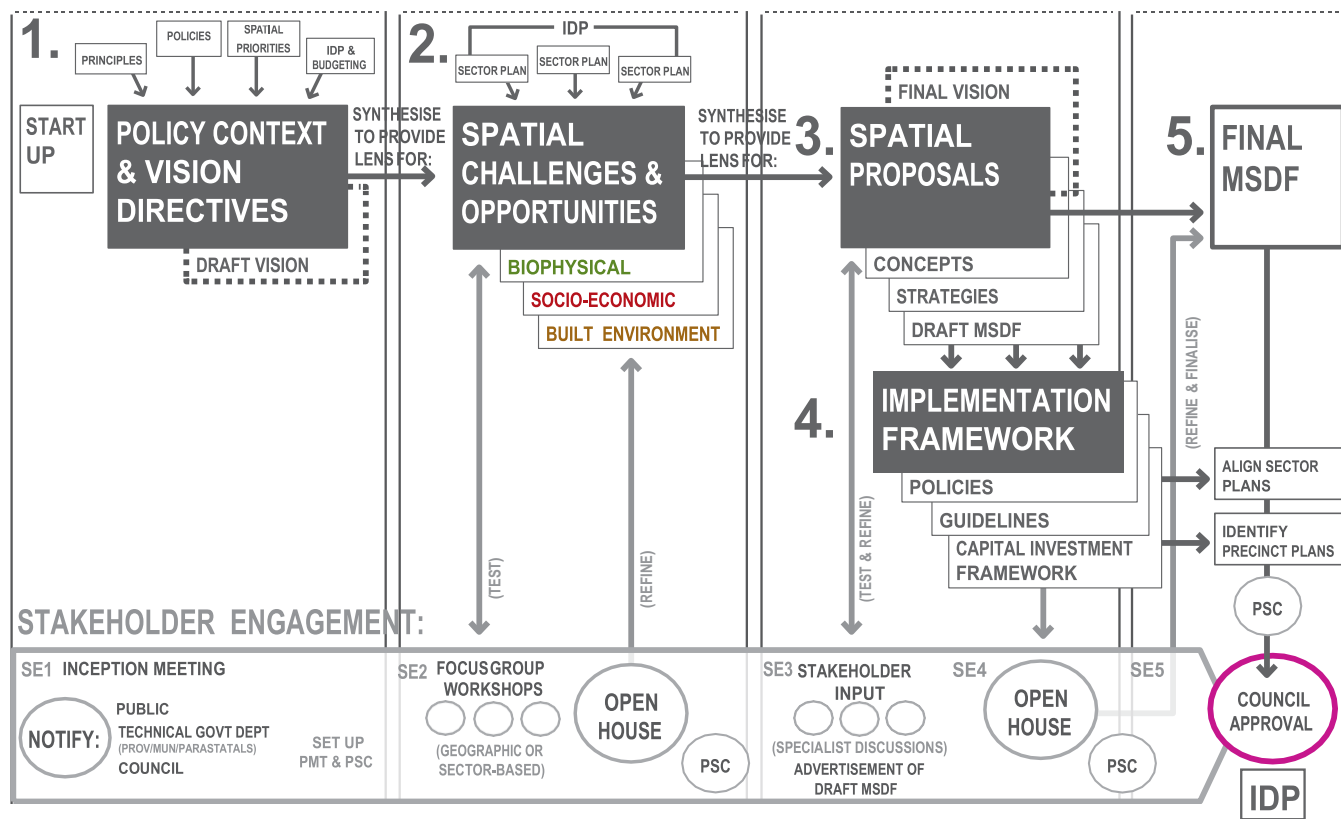 1.
PRINCIPLES
POLICIES
SPATIAL
PRIORITIES
IDP &
BUDGETING
START
UP
POLICY CONTEXT
& VISION
DIRECTIVES
DRAFT VISION
SYNTHESISE
TO PROVIDE
LENS FOR:
2.
IDP
SECTOR PLAN
SECTOR PLAN
SECTOR PLAN
SPATIAL
CHALLENGES &
OPPORTUNITIES
BIOPHYSICAL
SOCIO-ECONOMIC
BUILT ENVIRONMENT
(TEST)
(REFINE)
SYNTHESISE
TO PROVIDE
LENS FOR:
3.
FINAL VISION
SPATIAL
PROPOSALS
CONCEPTS
STRATEGIES
DRAFT MSDF
4.
IMPLEMENTATION
FRAMEWORK
POLICIES
GUIDELINES
CAPITAL INVESTMENT
FRAMEWORK
(TEST & REFINE)
(REFINE & FINALISE)
5.
FINAL
MSDF
ALIGN SECTOR
PLANS
IDENTIFY
PRECINCT PLANS
PSC
STAKEHOLDER ENGAGEMENT:
SE1 INCEPTION MEETING
NOTIFY:
PUBLIC
TECHNICAL GOVT DEPT
(PROV/MUN/PARASTATALS)
COUNCIL
SET UP
PMT & PSC
SE2 FOCUS GROUP
WORKSHOPS
(GEOGRAPHIC OR
SECTOR-BASED)
OPEN
HOUSE
PSC
SE3 STAKEHOLDER
INPUT
(SPECIALIST DISCUSSIONS)
ADVERTISEMENT OF
DRAFT MSDF
SE4
OPEN
HOUSE
PSC
SE5
COUNCIL
APPROVAL
IDP